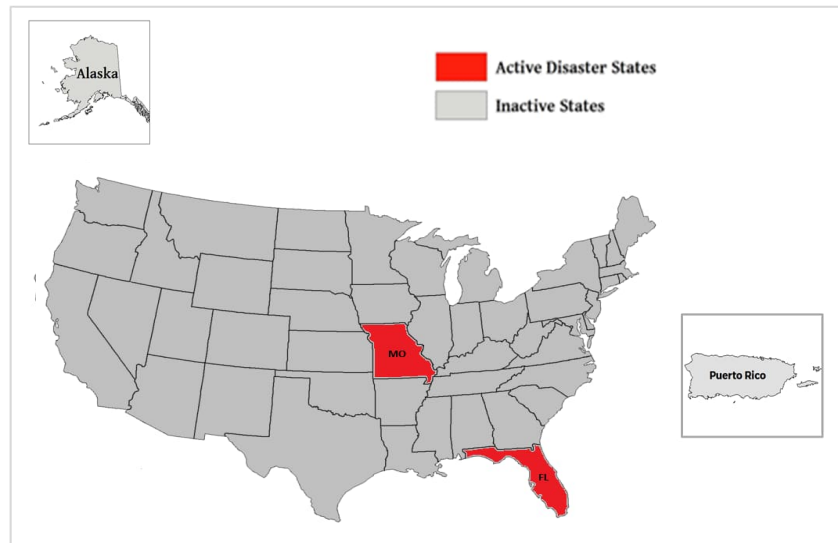 Alaska
Active Disaster States
Inactive States
MO
Puerto Rico
FL